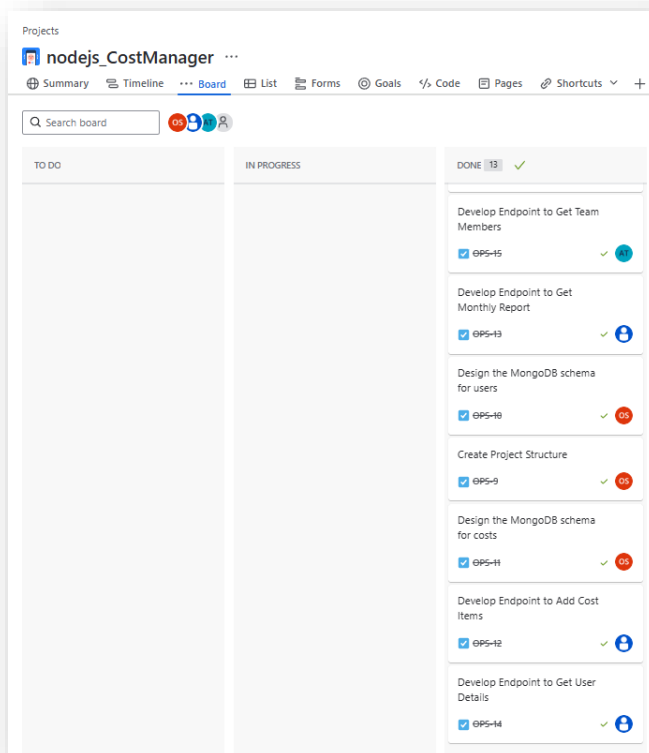 Projects
nodejs_CostManager ···
Summary Timeline Board List Forms Goals Code Pages Shortcuts
Search board
OS AT
TO DO
IN PROGRESS
DONE 13
Develop Endpoint to Get Team
Members
OPS-15
AT
Develop Endpoint to Get
Monthly Report
OPS-13
Design the MongoDB schema
for users
OPS-10
OS
Create Project Structure
OPS-9
OS
Design the MongoDB schema
for costs
OPS-11
OS
Develop Endpoint to Add Cost
Items
OPS-12
Develop Endpoint to Get User
Details
OPS-14